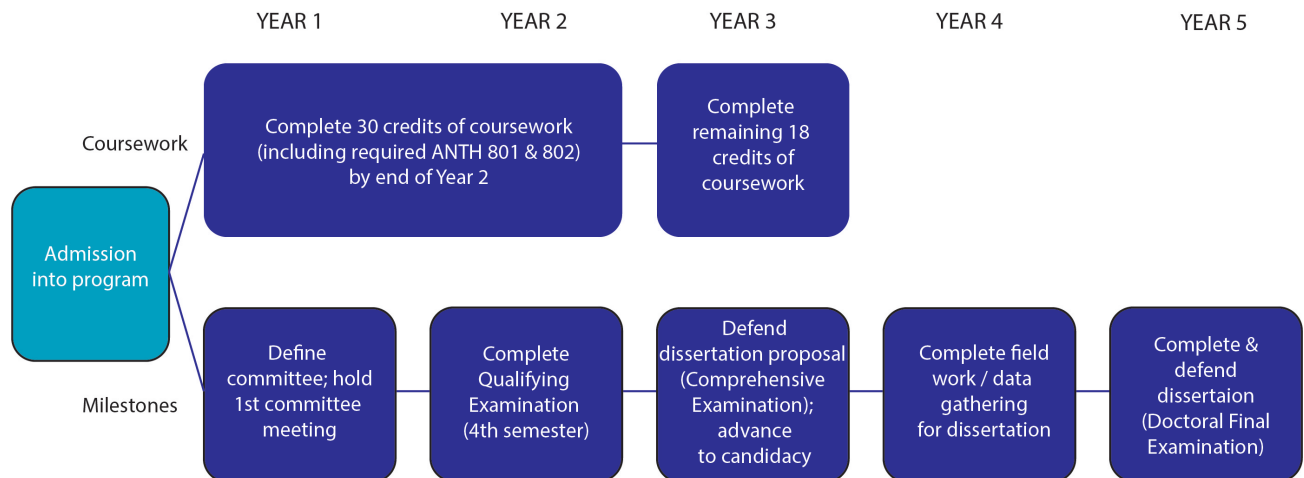 YEAR 1
YEAR 2
YEAR 3
YEAR 4
YEAR 5
Coursework
Complete 30 credits of coursework
(including required ANTH 801 & 802)
by end of Year 2
Complete
remaining 18
credits of
coursework
Admission
into program
Milestones
Define
committee; hold
1st committee
meeting
Complete
Qualifying
Examination
(4th semester)
Defend
dissertation proposal
(Comprehensive
Examination);
advance
to candidacy
Complete field
work / data
gathering
for dissertation
Complete &
defend
dissertaion
(Doctoral Final
Examination)